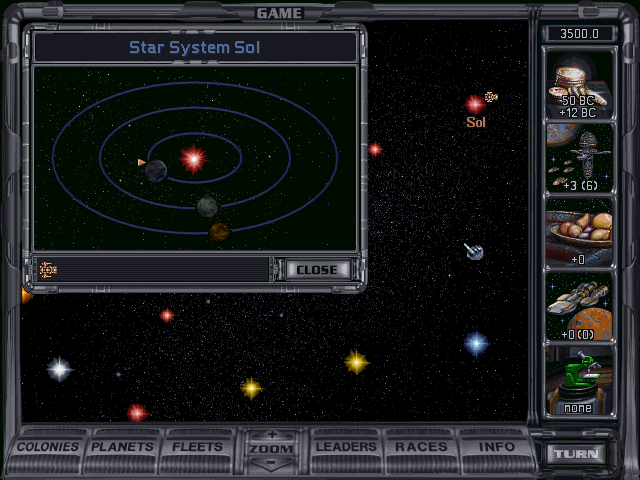 GAME
Star System Sol
3500.0
50 BC
+12 BC
Sol
+3 (6)
+0
CLOSE
+0 (0)
none
COLONIES
PLANETS
FLEETS
+
ZOOM
-
LEADERS
RACES
INFO
TURN